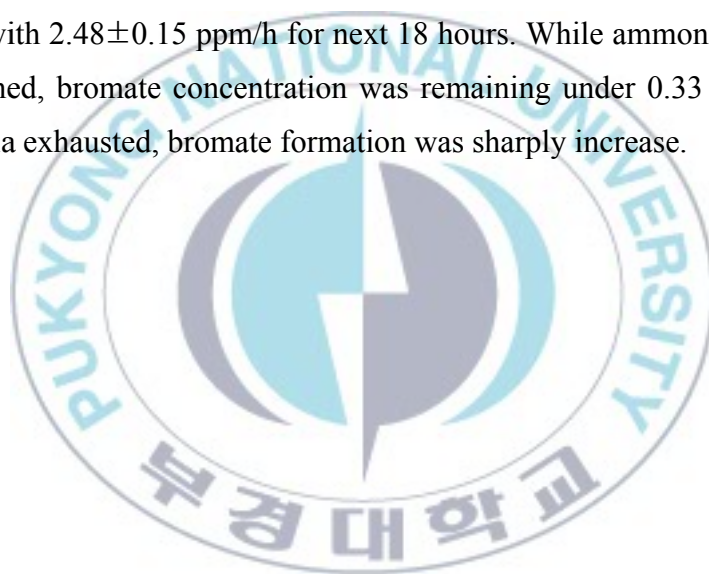 with 2.48±0.15 ppm/h for next 18 hours. While ammon
ned, bromate concentration was remaining under 0.33
a exhausted, bromate formation was sharply increase.
PUKYONG NATIONAL UNIVERSITY
부경대학교